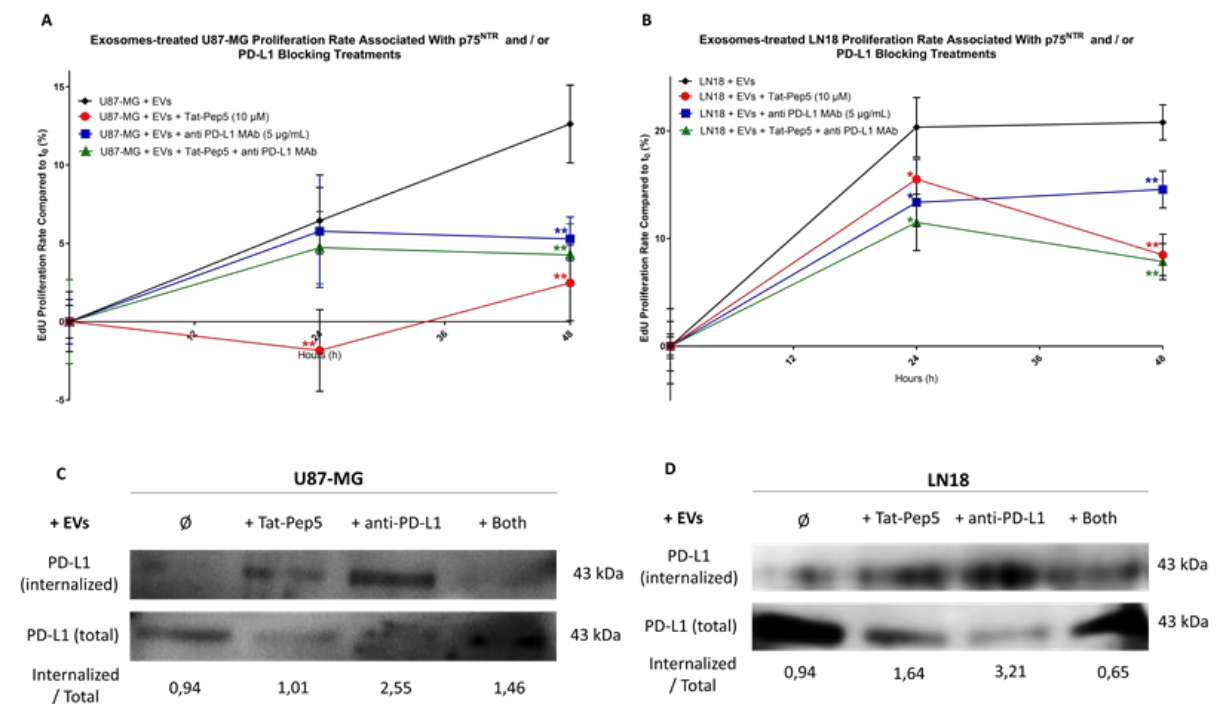 A
Exosomes-treated U87-MG Proliferation Rate Associated With p75NTR and / or
PD-L1 Blocking Treatments
U87-MG + EVs
U87-MG + EVs + Tat-Pep5 (10 µM)
U87-MG + EVs + anti PD-L1 MAb (5 µg/mL)
U87-MG + EVs + Tat-Pep5 + anti PD-L1 MAb
EdU Proliferation Rate Compared to t0 (%)
15
10
5
0
-5
12
24
36
48
Hours (h)
**
**
**
**
B
Exosomes-treated LN18 Proliferation Rate Associated With p75NTR and / or
PD-L1 Blocking Treatments
LN18 + EVs
LN18 + EVs + Tat-Pep5 (10 µM)
LN18 + EVs + anti PD-L1 MAb (5 µg/mL)
LN18 + EVs + Tat-Pep5 + anti PD-L1 MAb
EdU Proliferation Rate Compared to t0 (%)
20
10
0
12
24
36
48
Hours (h)
*
*
*
**
**
**
C
U87-MG
+ EVs Ø + Tat-Pep5 + anti-PD-L1 + Both
PD-L1
(internalized)
43 kDa
PD-L1 (total)
43 kDa
Internalized
/ Total
0,94 1,01 2,55 1,46
D
LN18
+ EVs Ø + Tat-Pep5 + anti-PD-L1 + Both
PD-L1
(internalized)
43 kDa
PD-L1 (total)
43 kDa
Internalized
/ Total
0,94 1,64 3,21 0,65